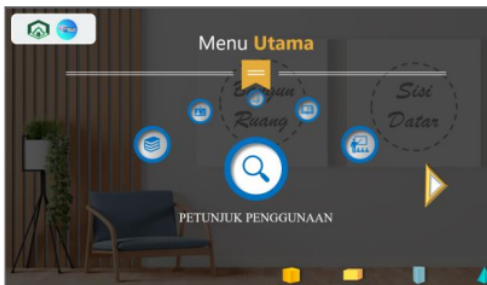 Menu Utama
Bangun
Ruang
Sisi
Datar
PETUNJUK PENGGUNAAN